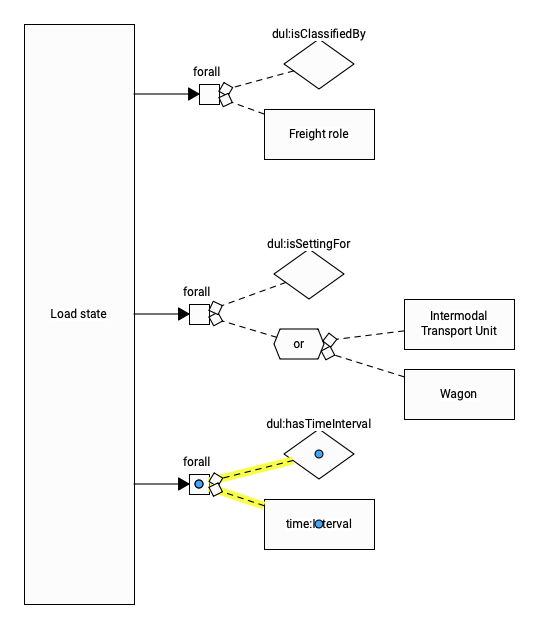 dul:isClassifiedBy
forall
Freight role
dul:isSettingFor
forall
Load state
Intermodal
Transport Unit
or
Wagon
dul:hasTimeInterval
forall
time:Interval